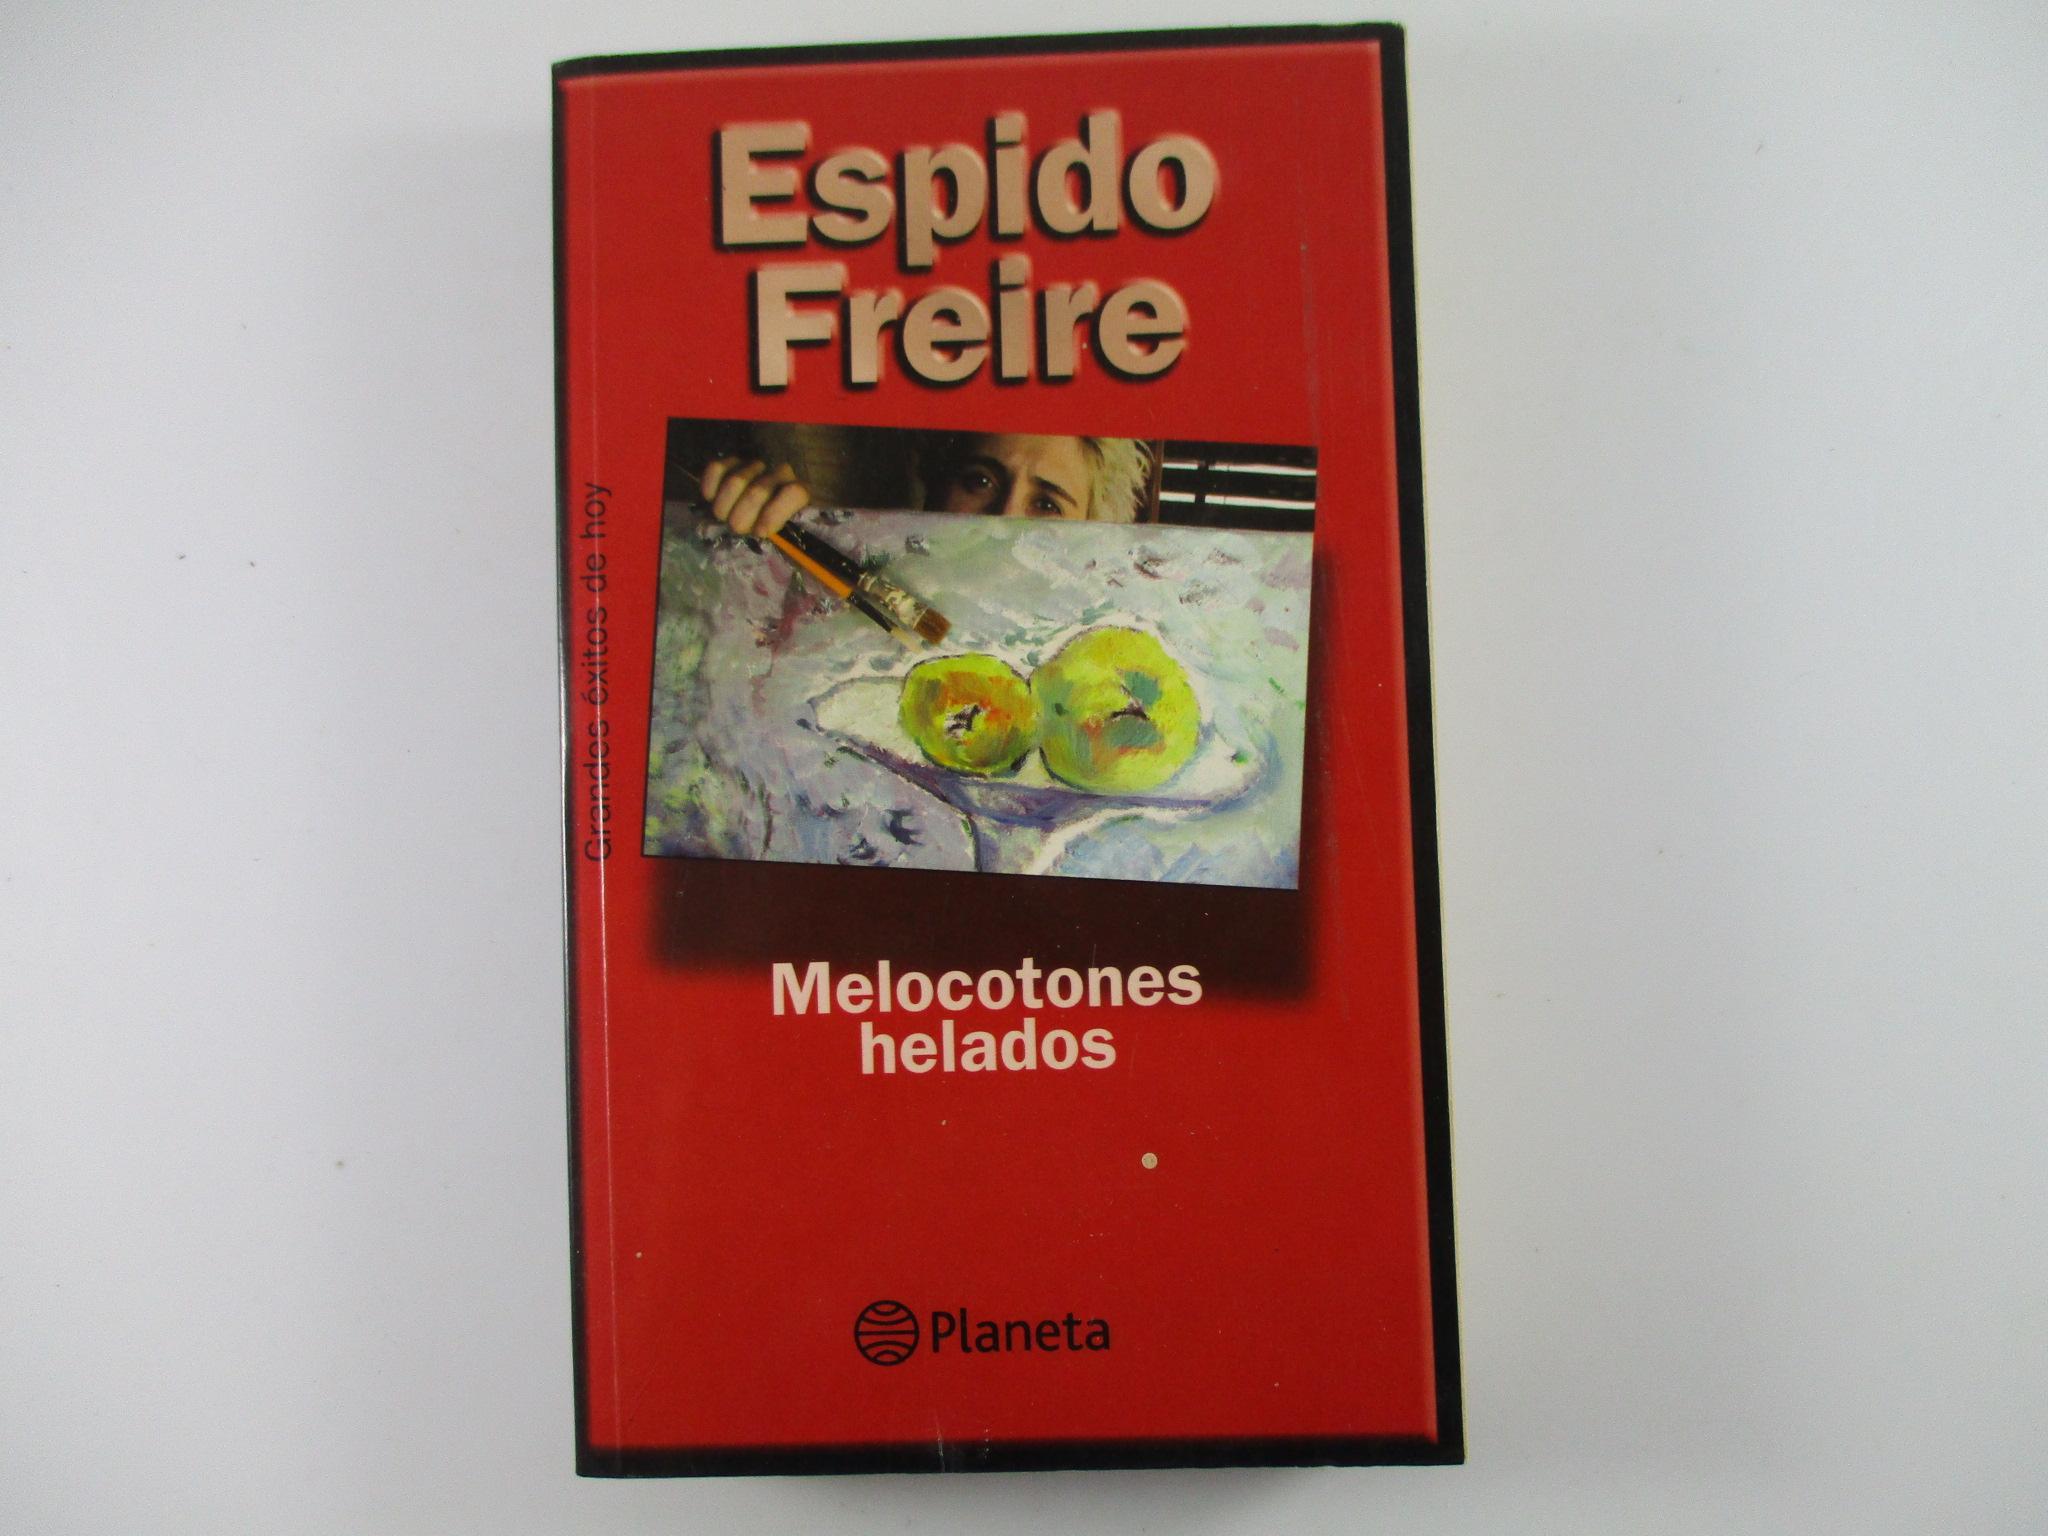 Espido
Freire
Grandes éxitos de hoy
Melocotones
helados
Planeta